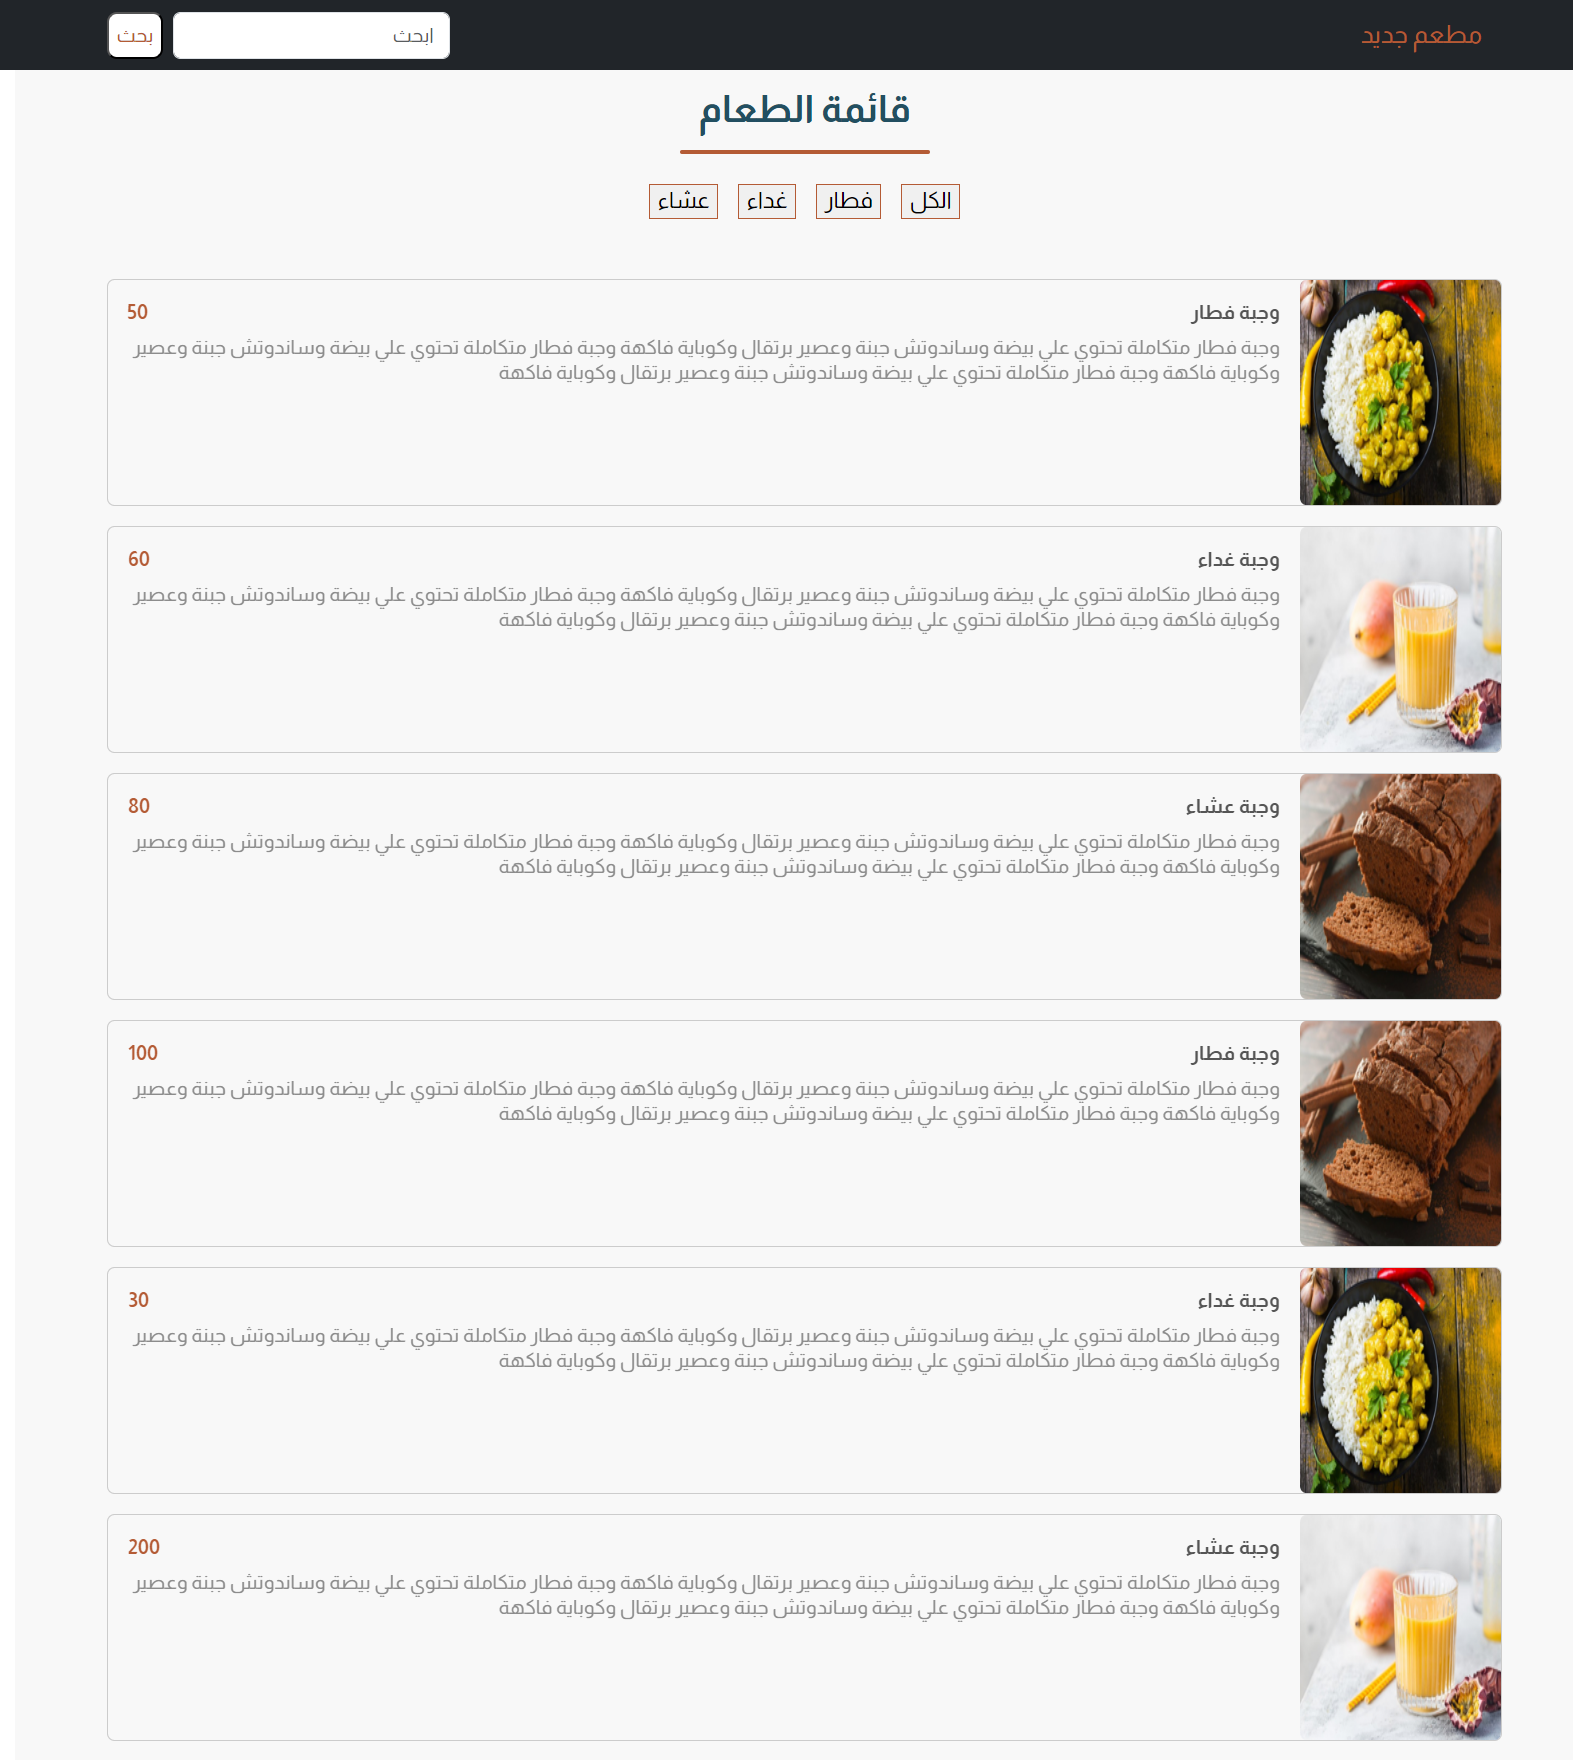 مطعم جديد
ابحث
بحث
قائمة الطعام
الكل
فطار
غداء
عشاء
وجبة فطار
50
وجبة فطار متكاملة تحتوي علي بيضة وساندوتش جبنة وعصير برتقال وكوباية فاكهة وجبة فطار متكاملة تحتوي علي بيضة وساندوتش جبنة وعصير
وكوباية فاكهة وجبة فطار متكاملة تحتوي علي بيضة وساندوتش جبنة وعصير برتقال وكوباية فاكهة
وجبة غداء
60
وجبة فطار متكاملة تحتوي علي بيضة وساندوتش جبنة وعصير برتقال وكوباية فاكهة وجبة فطار متكاملة تحتوي علي بيضة وساندوتش جبنة وعصير
وكوباية فاكهة وجبة فطار متكاملة تحتوي علي بيضة وساندوتش جبنة وعصير برتقال وكوباية فاكهة
وجبة عشاء
80
وجبة فطار متكاملة تحتوي علي بيضة وساندوتش جبنة وعصير برتقال وكوباية فاكهة وجبة فطار متكاملة تحتوي علي بيضة وساندوتش جبنة وعصير
وكوباية فاكهة وجبة فطار متكاملة تحتوي علي بيضة وساندوتش جبنة وعصير برتقال وكوباية فاكهة
وجبة فطار
100
وجبة فطار متكاملة تحتوي علي بيضة وساندوتش جبنة وعصير برتقال وكوباية فاكهة وجبة فطار متكاملة تحتوي علي بيضة وساندوتش جبنة وعصير
وكوباية فاكهة وجبة فطار متكاملة تحتوي علي بيضة وساندوتش جبنة وعصير برتقال وكوباية فاكهة
وجبة غداء
30
وجبة فطار متكاملة تحتوي علي بيضة وساندوتش جبنة وعصير برتقال وكوباية فاكهة وجبة فطار متكاملة تحتوي علي بيضة وساندوتش جبنة وعصير
وكوباية فاكهة وجبة فطار متكاملة تحتوي علي بيضة وساندوتش جبنة وعصير برتقال وكوباية فاكهة
وجبة عشاء
200
وجبة فطار متكاملة تحتوي علي بيضة وساندوتش جبنة وعصير برتقال وكوباية فاكهة وجبة فطار متكاملة تحتوي علي بيضة وساندوتش جبنة وعصير
وكوباية فاكهة وجبة فطار متكاملة تحتوي علي بيضة وساندوتش جبنة وعصير برتقال وكوباية فاكهة